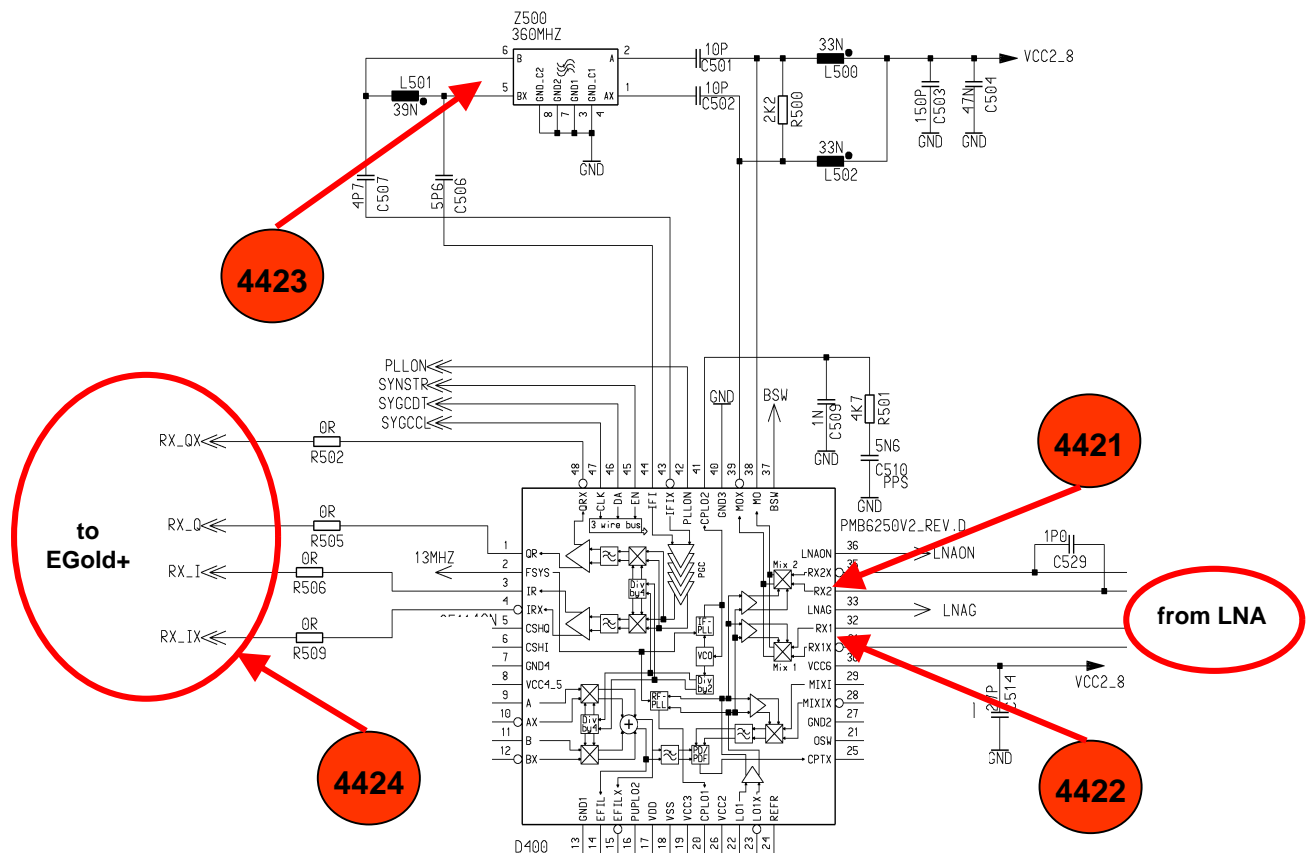 Z500
360MHZ
6 B A 2
5 BX AX 1
GND_C2
GND2
GND1
GND_C1
8 7 3 4
GND
L501
39N
10P
C501
10P
C502
2K2
R500
33N
L500
33N
L502
VCC2_8
150P
C503
GND
47N
C504
GND
4P7
C507
5P6
C506
4423
PLLON
SYNSTR
SYGCDT
SYGCCL
GND
BSW
1N
C509
GND
4K7
R501
5N6
C510
PPS
GND
4421
RX_QX
0R
R502
RX_Q
0R
R505
RX_I
0R
R506
RX_IX
0R
R509
to
EGold+
13MHZ
48 47 46 45 44 43 42 41 40 39 38 37
QRX CLK DA EN IFI IFIX PLLON CPLO2 GND3 MOX MO BSW
PMB6250V2_REV.D
3 wire bus
PGC
Mix 2
Mix 1
Div
by4
IF-
PLL
VCO
Div
by2
RF-
PLL
Div
by4
PD/
PDF
1 QR
2 FSYS
3 IR
4 IRX
5 CSHQ
6 CSHI
7 GND4
8 VCC4_5
9 A
10 AX
11 B
12 BX
LNAON 36
LNAON
RX2X 35
RX2
LNAG 33
LNAG
RX1 32
RX1X
VCC6 30
VCC2_8
MIXI 29
MIXIX 28
GND2 27
OSW 21
CPTX 25
1P0
C529
from LNA
27P
C514
GND
GND1 EFIL EFILX PUPLO2 VDD VSS VCC3 CPLO1 VCC2 LO1 LO1X REFR
13 14 15 16 17 18 19 20 26 22 23 24
D400
4424
4422